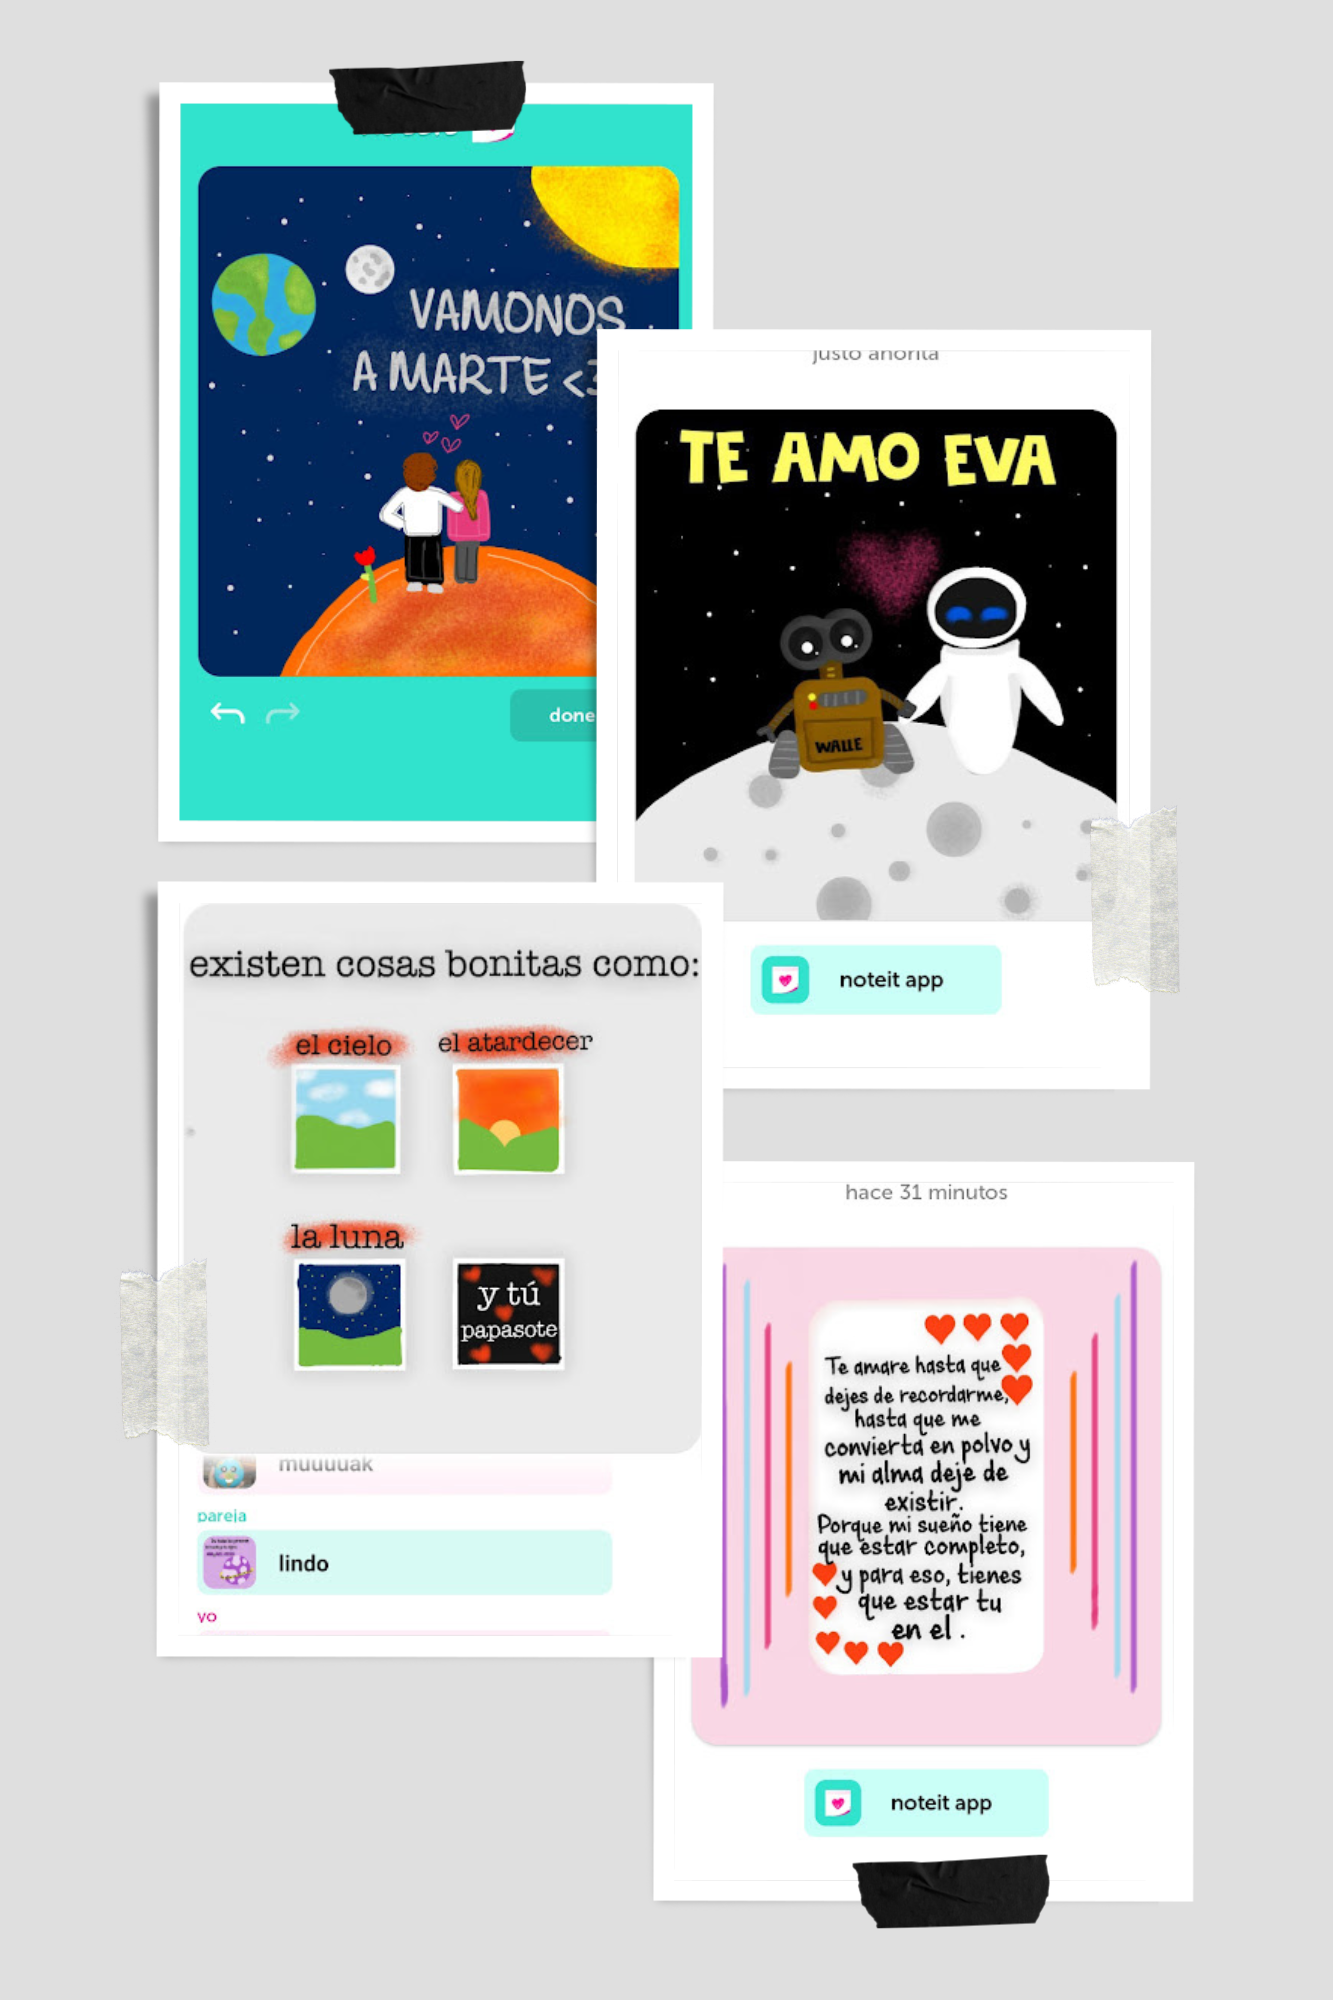 VAMONOS
A MARTE <3
done
justo ahorita
TE AMO EVA
WALLE
noteit app
existen cosas bonitas como:
el cielo
el atardecer
la luna
y tú
papasote
muuuuak
pareja
lindo
yo
hace 31 minutos
Te amare hasta que
dejes de recordarme,
hasta que me
convierta en polvo y
mi alma deje de
existir.
Porque mi sueño tiene
que estar completo,
y para eso, tienes
que estar tu
en el .
noteit app